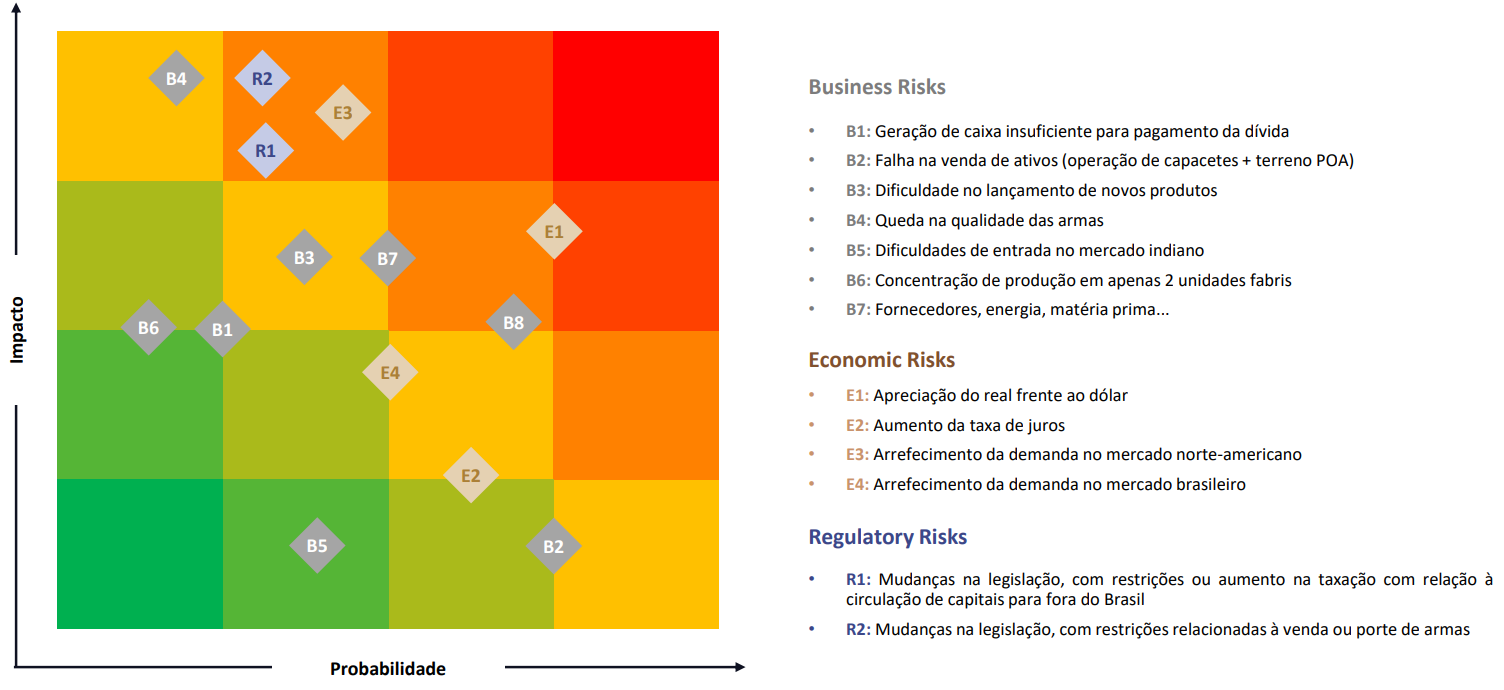 Impacto
B4
R2
E3
R1
E1
B3
B7
B8
B6
B1
E4
E2
B5
B2
Probabilidade
Business Risks
• B1: Geração de caixa insuficiente para pagamento da dívida
• B2: Falha na venda de ativos (operação de capacetes + terreno POA)
• B3: Dificuldade no lançamento de novos produtos
• B4: Queda na qualidade das armas
• B5: Dificuldades de entrada no mercado indiano
• B6: Concentração de produção em apenas 2 unidades fabris
• B7: Fornecedores, energia, matéria prima...
Economic Risks
• E1: Apreciação do real frente ao dólar
• E2: Aumento da taxa de juros
• E3: Arrefecimento da demanda no mercado norte-americano
• E4: Arrefecimento da demanda no mercado brasileiro
Regulatory Risks
• R1: Mudanças na legislação, com restrições ou aumento na taxação com relação à
circulação de capitais para fora do Brasil
• R2: Mudanças na legislação, com restrições relacionadas à venda ou porte de armas